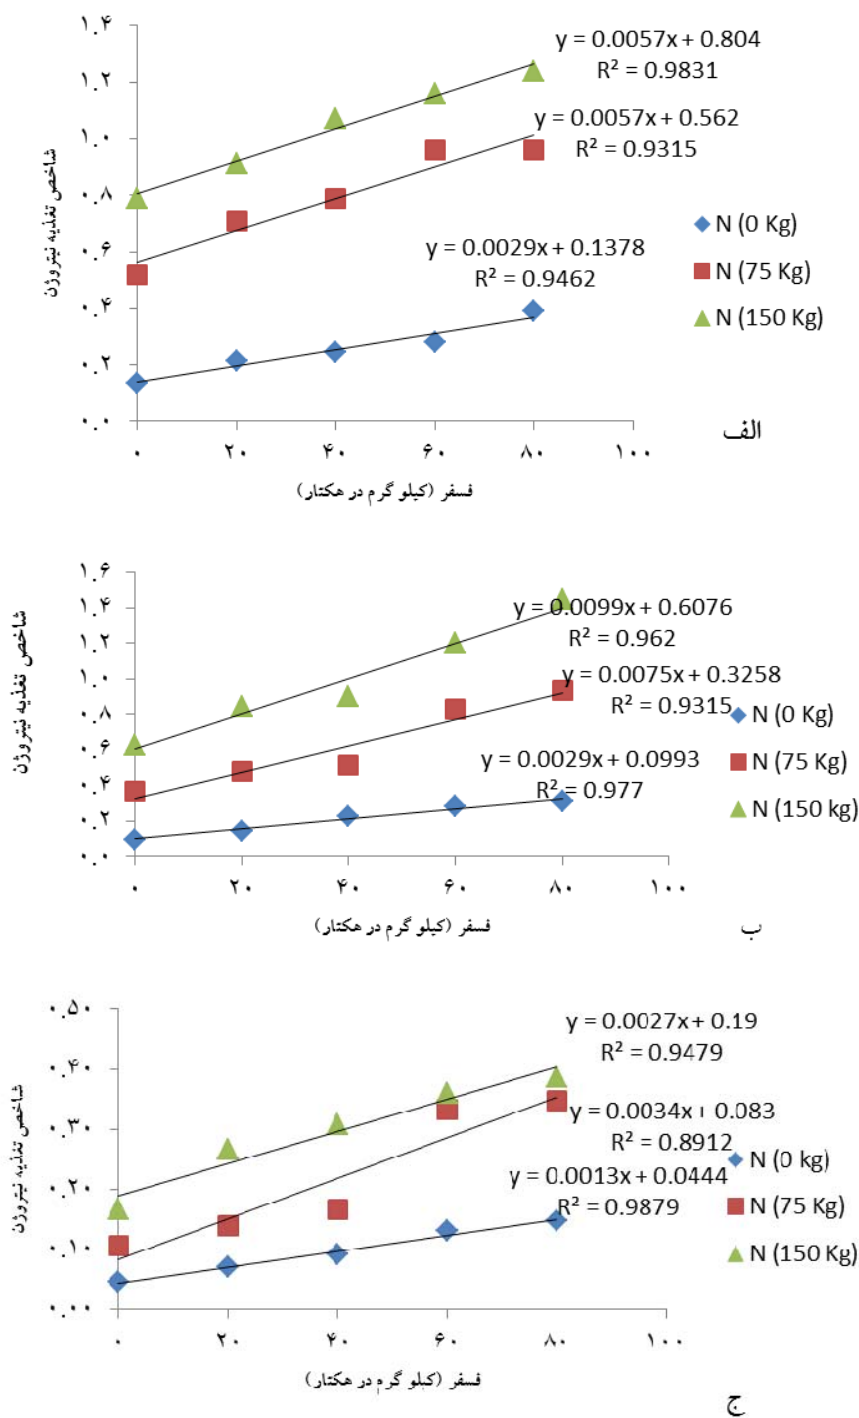 ۱.۴
۱.۲
۱.۰
۰.۸
۰.۶
۰.۴
۰.۲
۰.۰
شاخص تغذیه نیتروژن
y = 0.0057x + 0.804
R² = 0.9831
y = 0.0057x + 0.562
R² = 0.9315
y = 0.0029x + 0.1378
R² = 0.9462
N (0 Kg)
N (75 Kg)
N (150 Kg)
۰ ۲۰ ۴۰ ۶۰ ۸۰ ۱۰۰
فسفر (کیلو گرم در هکتار)
الف
۱.۶
۱.۴
۱.۲
۱.۰
۰.۸
۰.۶
۰.۴
۰.۲
۰.۰
شاخص تغذیه نیتروژن
y = 0.0099x + 0.6076
R² = 0.962
y = 0.0075x + 0.3258
R² = 0.9315
y = 0.0029x + 0.0993
R² = 0.977
N (0 Kg)
N (75 Kg)
N (150 kg)
۰ ۲۰ ۴۰ ۶۰ ۸۰ ۱۰۰
فسفر (کیلو گرم در هکتار)
ب
۰.۵۰
۰.۴۰
۰.۳۰
۰.۲۰
۰.۱۰
۰.۰۰
شاخص تغذیه نیتروژن
y = 0.0027x + 0.19
R² = 0.9479
y = 0.0034x + 0.083
R² = 0.8912
y = 0.0013x + 0.0444
R² = 0.9879
N (0 kg)
N (75 Kg)
N (150 Kg)
۰ ۲۰ ۴۰ ۶۰ ۸۰ ۱۰۰
فسفر (کیلو گرم در هکتار)
ج